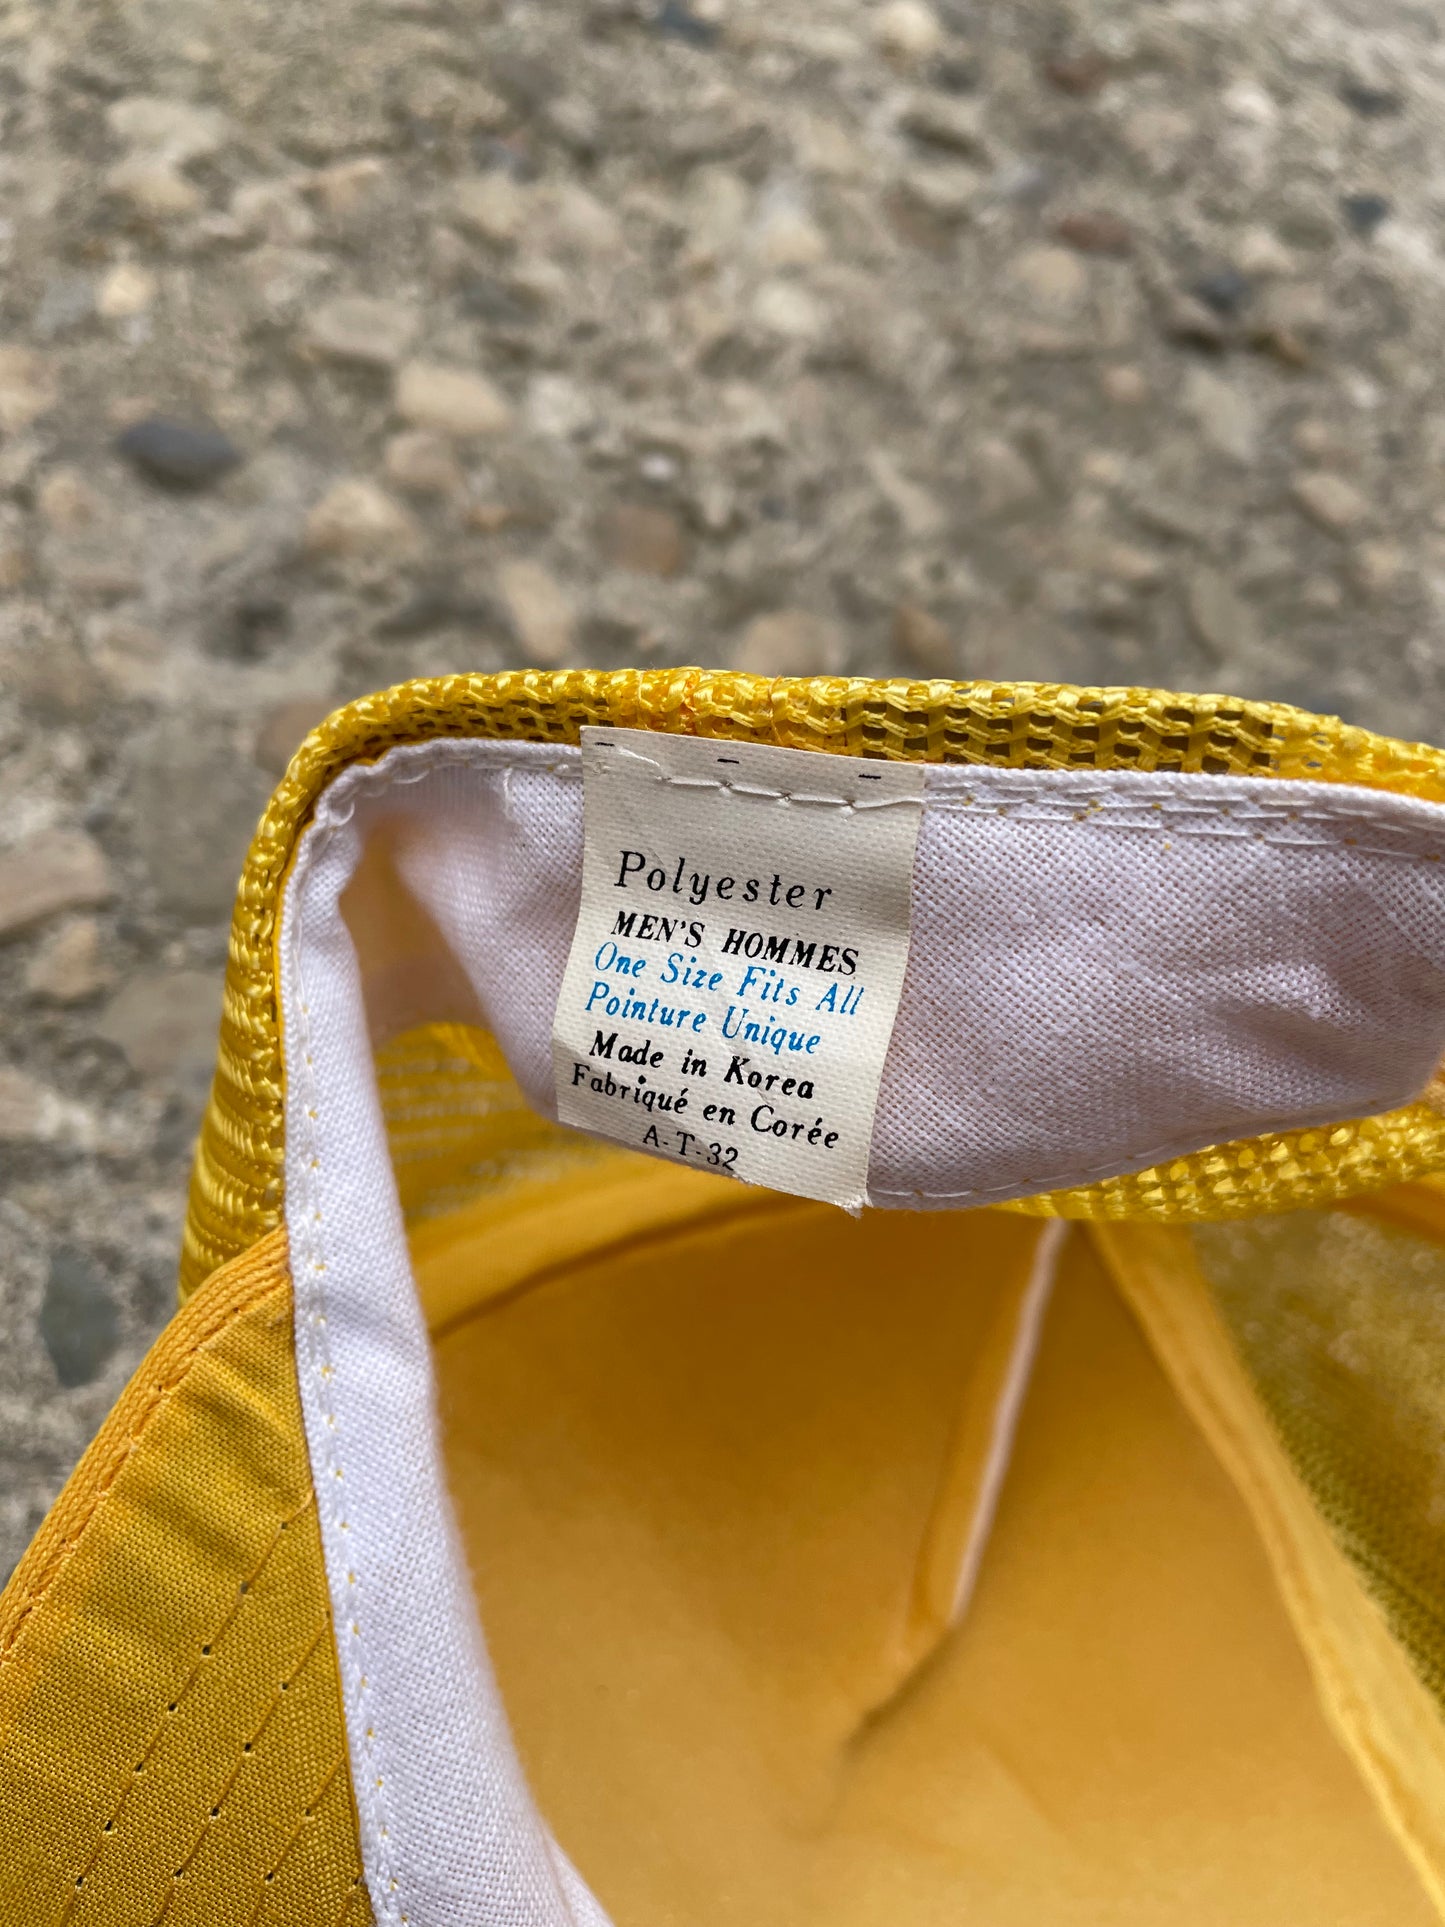 Polyester
MEN'S HOMMES
One Size Fits All
Pointure Unique
Made in Korea
Fabriqué en Corée
A-T-32